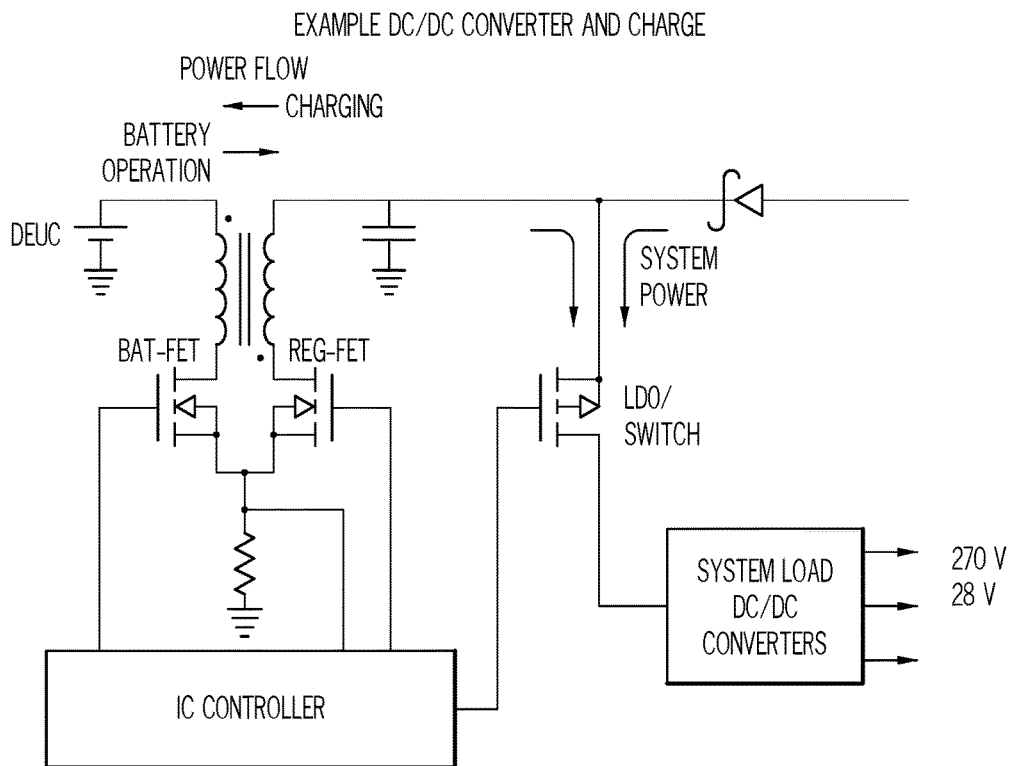 EXAMPLE DC/DC CONVERTER AND CHARGE
POWER FLOW
CHARGING
BATTERY
OPERATION
DEUC
SYSTEM
POWER
BAT-FET
REG-FET
LDO/
SWITCH
SYSTEM LOAD
DC/DC
CONVERTERS
270 V
28 V
IC CONTROLLER